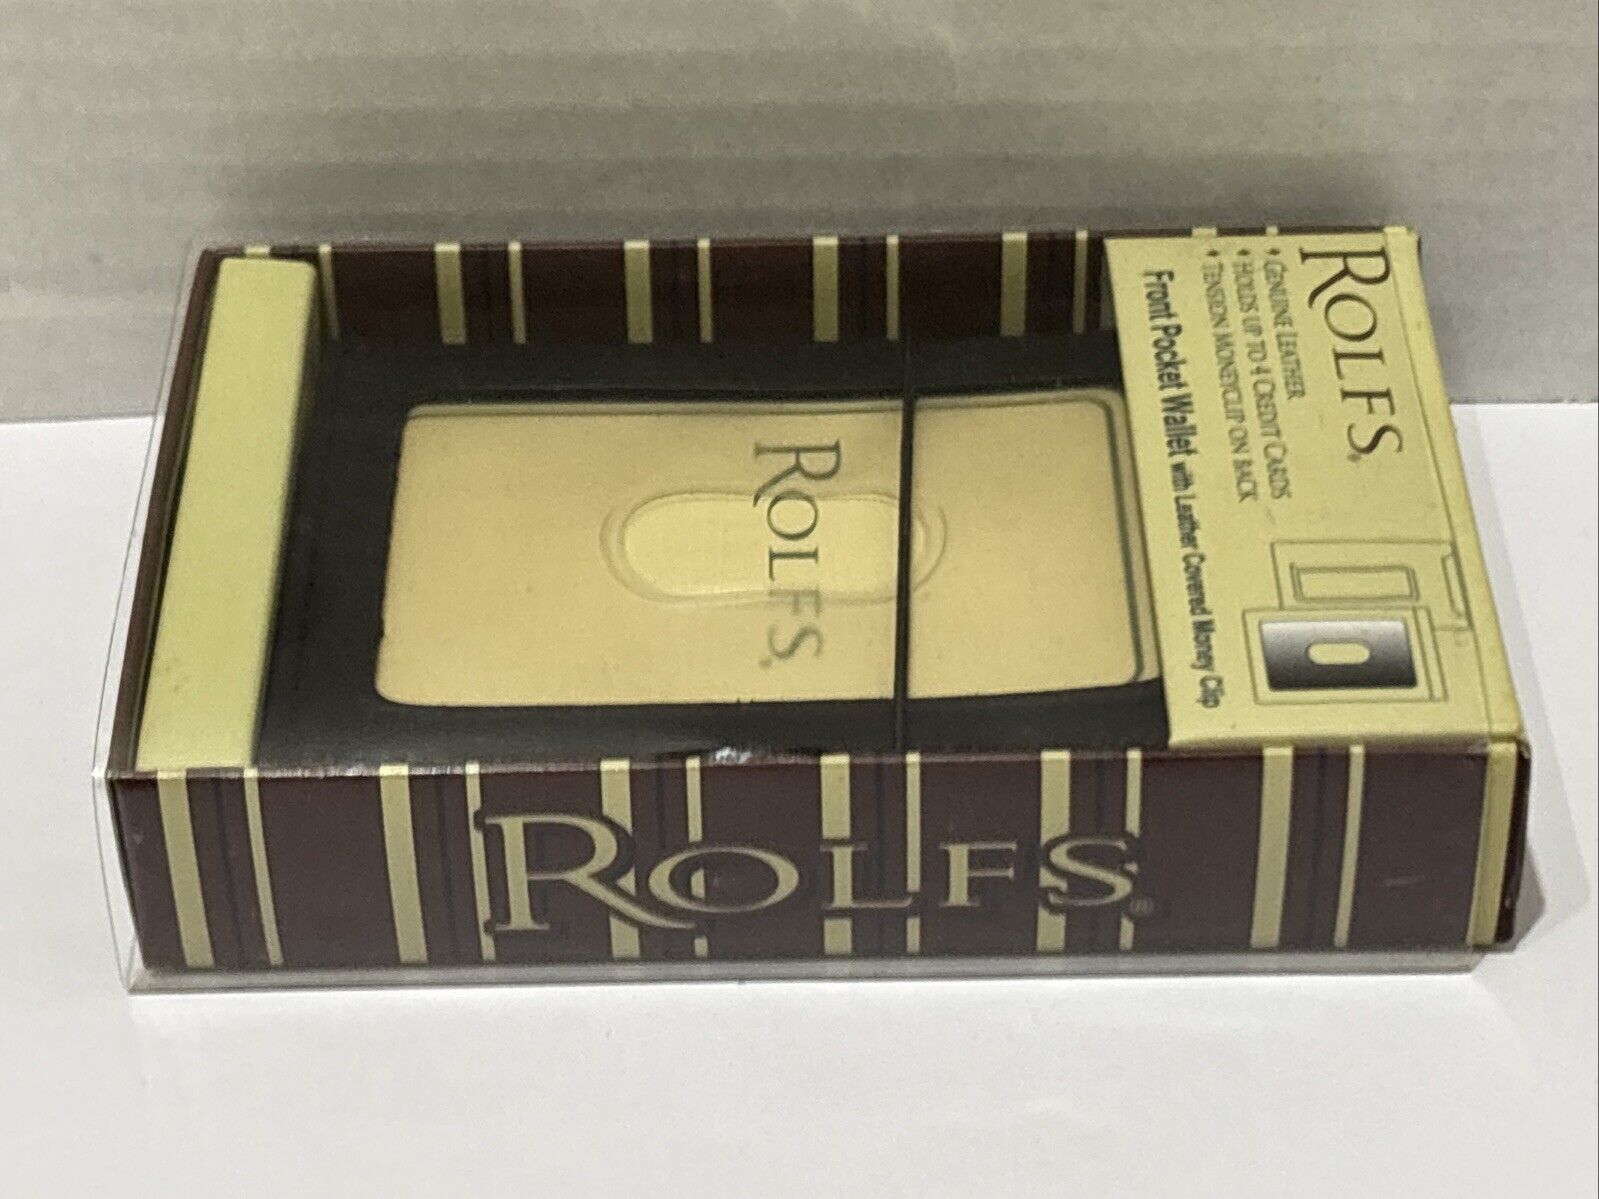 ROLFS®
• GENUINE LEATHER
• HOLDS UP TO 4 CREDIT CARDS
• TENSION MONEYCLIP ON BACK
Front Pocket Wallet with Leather Covered Money Clip
ROLFS®
ROLFS®